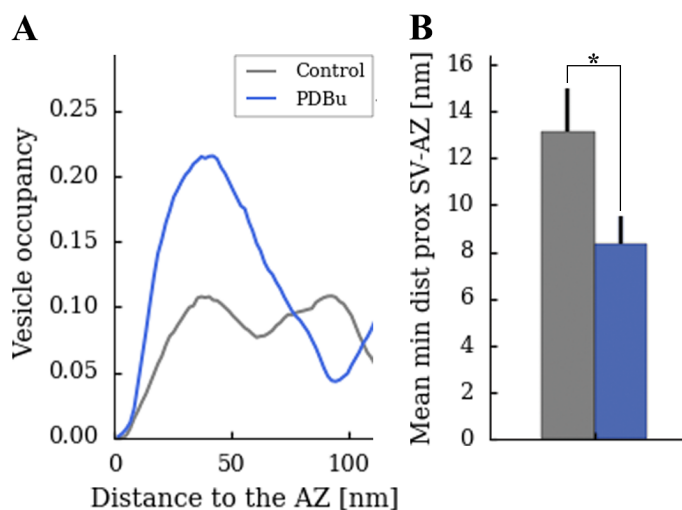 A
Control
PDBu
Vesicle occupancy
0.25
0.20
0.15
0.10
0.05
0.00
0
50
100
Distance to the AZ [nm]
B
*
Mean min dist prox SV-AZ [nm]
16
14
12
10
8
6
4
2
0